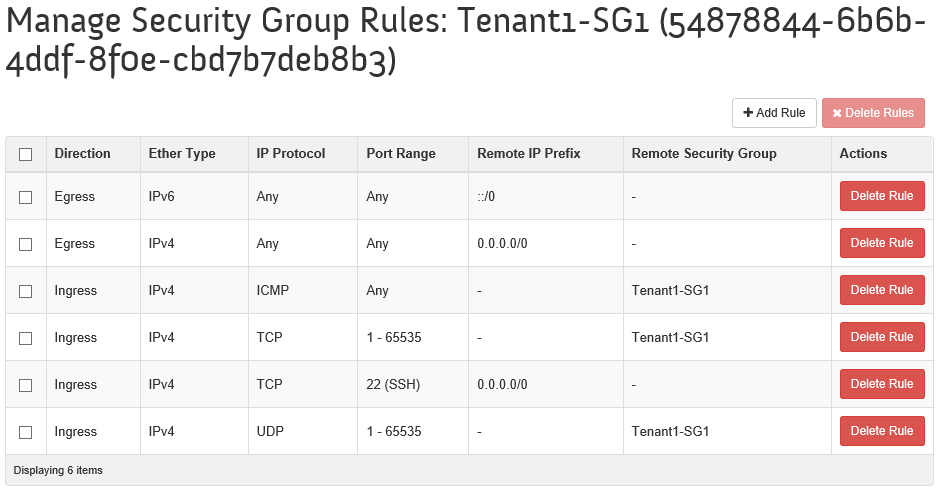 Manage Security Group Rules: Tenant1-SG1 (54878844-6b6b-
4ddf-8f0e-cbd7b7deb8b3)
+ Add Rule ✖ Delete Rules
Direction Ether Type IP Protocol Port Range Remote IP Prefix Remote Security Group Actions
Egress IPv6 Any Any ::/0 - Delete Rule
Egress IPv4 Any Any 0.0.0.0/0 - Delete Rule
Ingress IPv4 ICMP Any - Tenant1-SG1 Delete Rule
Ingress IPv4 TCP 1 - 65535 - Tenant1-SG1 Delete Rule
Ingress IPv4 TCP 22 (SSH) 0.0.0.0/0 - Delete Rule
Ingress IPv4 UDP 1 - 65535 - Tenant1-SG1 Delete Rule
Displaying 6 items